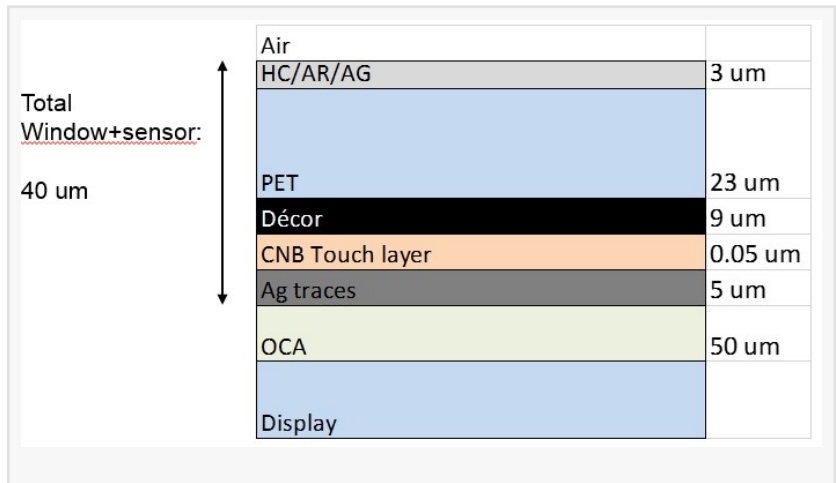 Air
HC/AR/AG 3 um
Total
Window+sensor:
40 um
PET 23 um
Décor 9 um
CNB Touch layer 0.05 um
Ag traces 5 um
OCA 50 um
Display